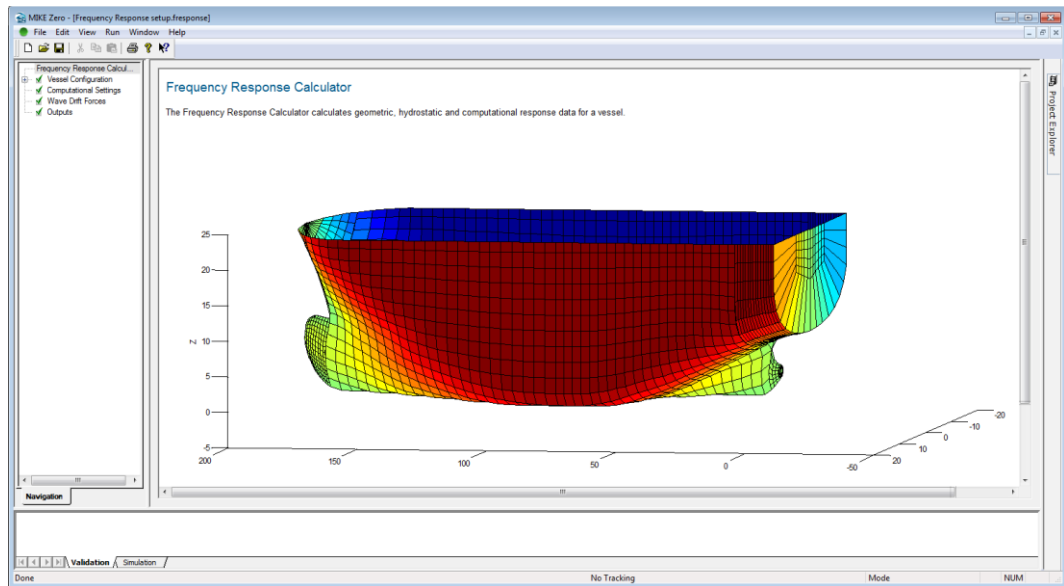 MIKE Zero - [Frequency Response setup.fresponse]
File Edit View Run Window Help
Frequency Response Calcul...
Vessel Configuration
Computational Settings
Wave Drift Forces
Outputs
Navigation
Frequency Response Calculator
The Frequency Response Calculator calculates geometric, hydrostatic and computational response data for a vessel.
25
20
15
10
5
0
-5
Z
200
150
100
50
0
-50
20
10
0
-10
-20
Project Explorer
Validation Simulation
Done No Tracking Mode NUM